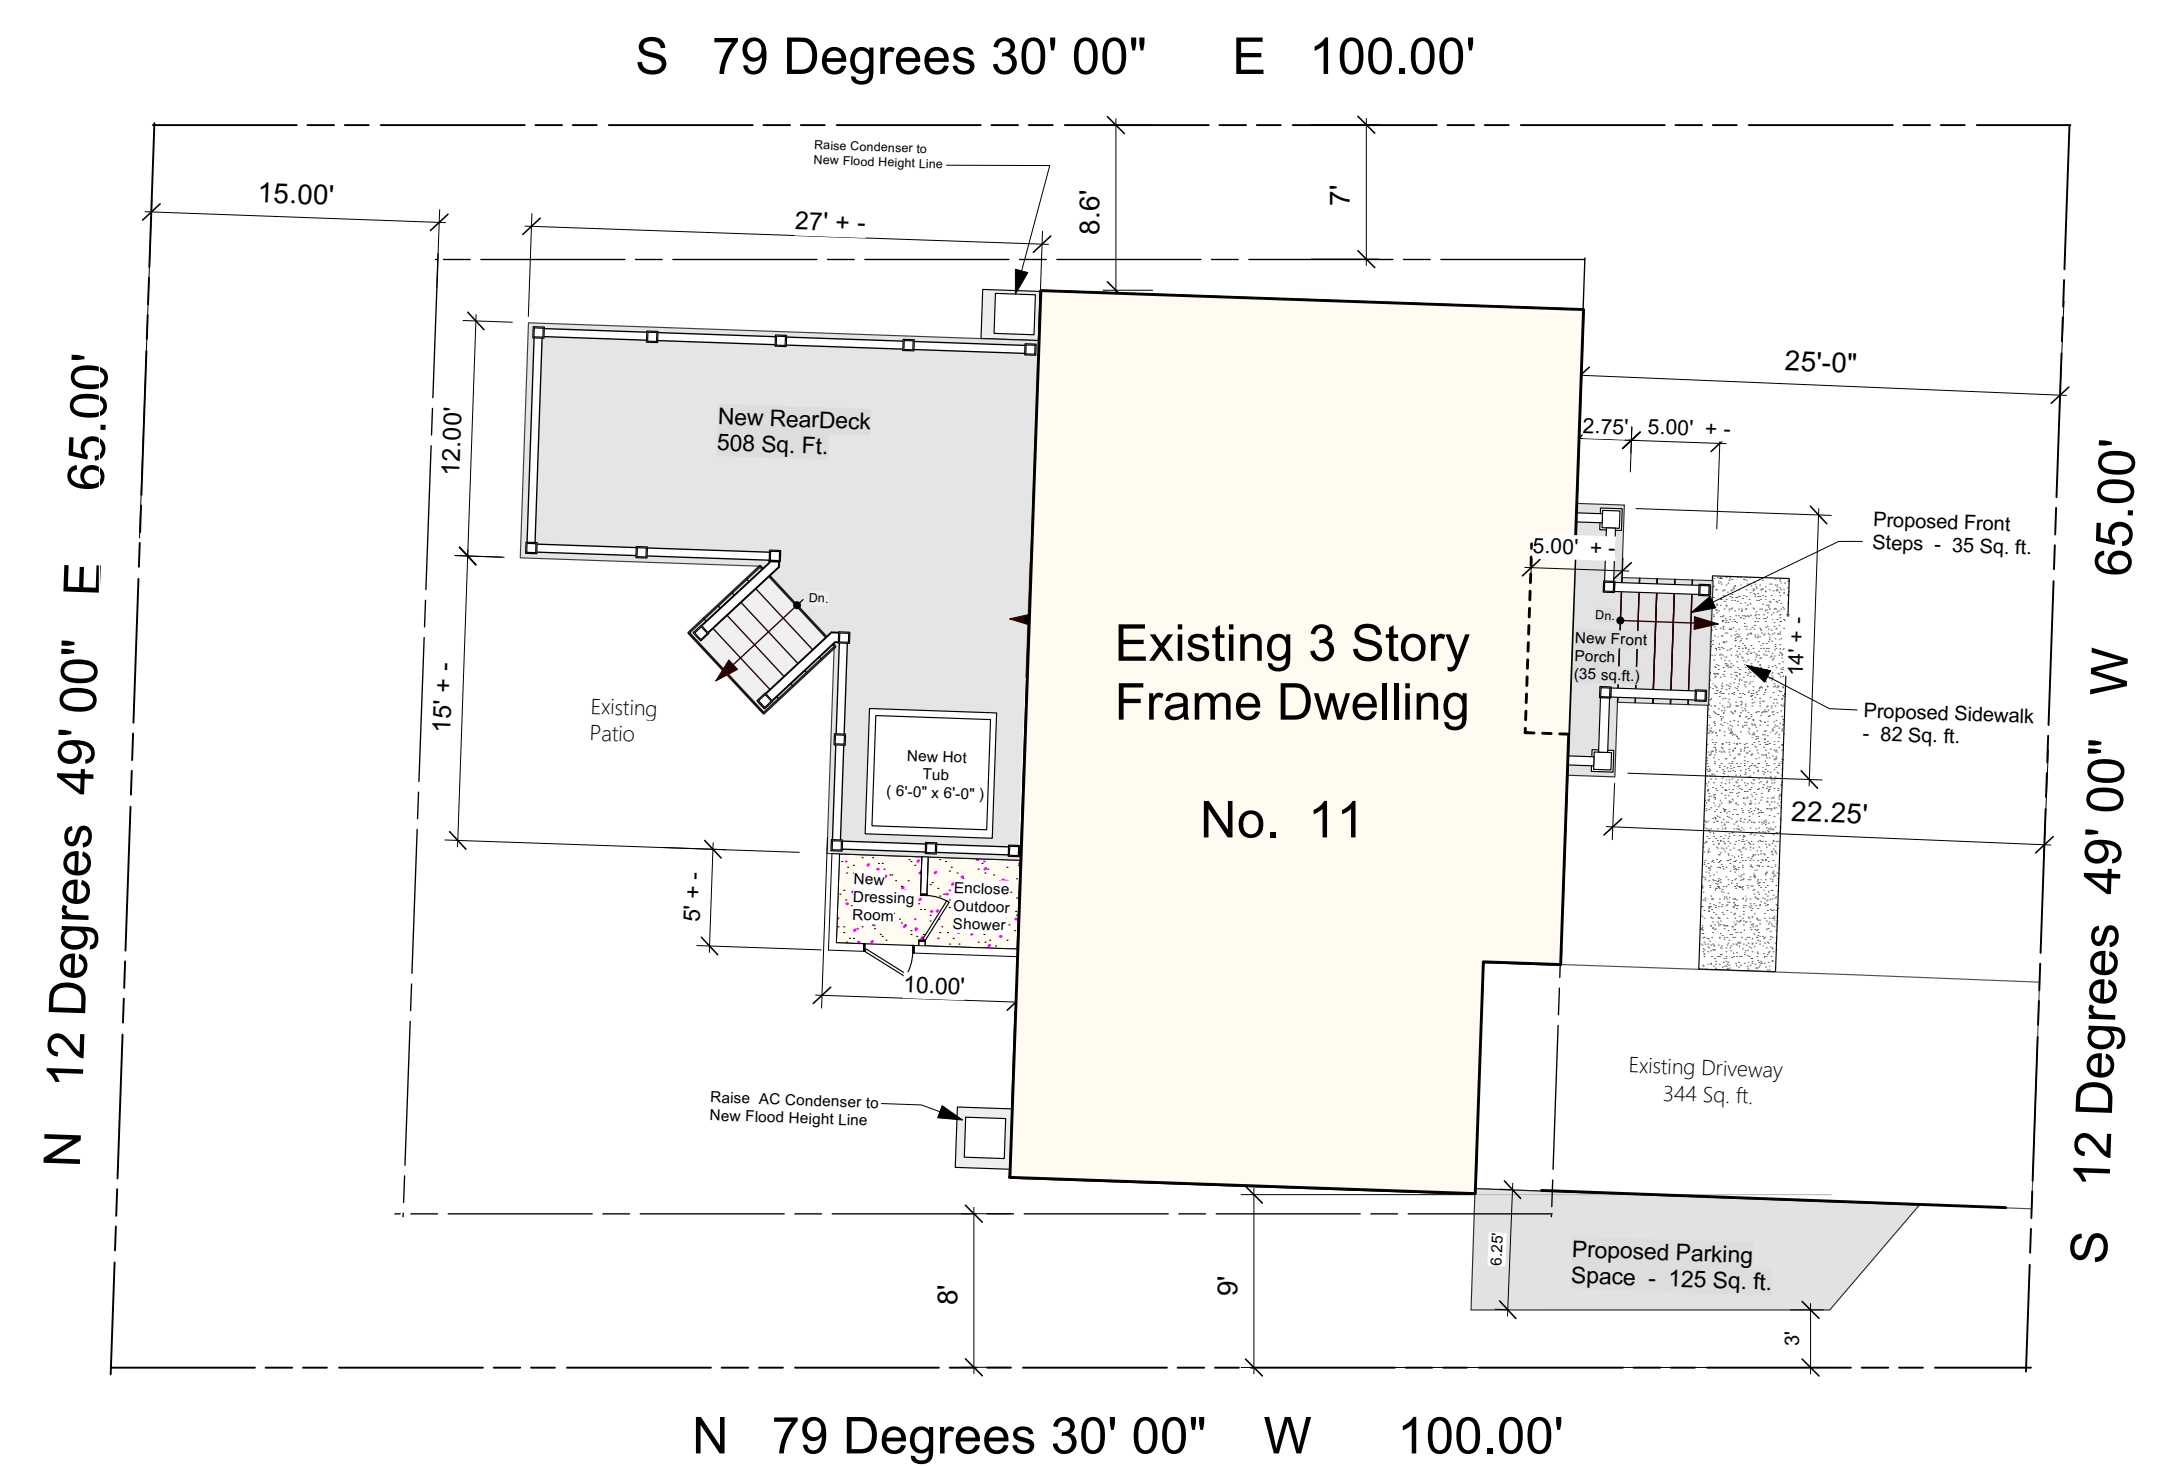 S 79 Degrees 30' 00" E 100.00'
Raise Condenser to
New Flood Height Line
15.00'
27' + -
8.6'
7'
25'-0"
2.75'
5.00' + -
12.00'
New RearDeck
508 Sq. Ft.
Proposed Front
Steps - 35 Sq. ft.
5.00' + -
Dn.
Dn.
New Front
Porch
(35 sq.ft.)
14' + -
Existing 3 Story
Frame Dwelling
No. 11
15' + -
Existing
Patio
Proposed Sidewalk
- 82 Sq. ft.
New Hot
Tub
( 6'-0" x 6'-0" )
22.25'
New
Dressing
Room
Enclose
Outdoor
Shower
5' + -
10.00'
Existing Driveway
344 Sq. ft.
Raise AC Condenser to
New Flood Height Line
6.25'
Proposed Parking
Space - 125 Sq. ft.
8'
9'
3'
N 12 Degrees 49' 00" E 65.00'
S 12 Degrees 49' 00" W 65.00'
N 79 Degrees 30' 00" W 100.00'